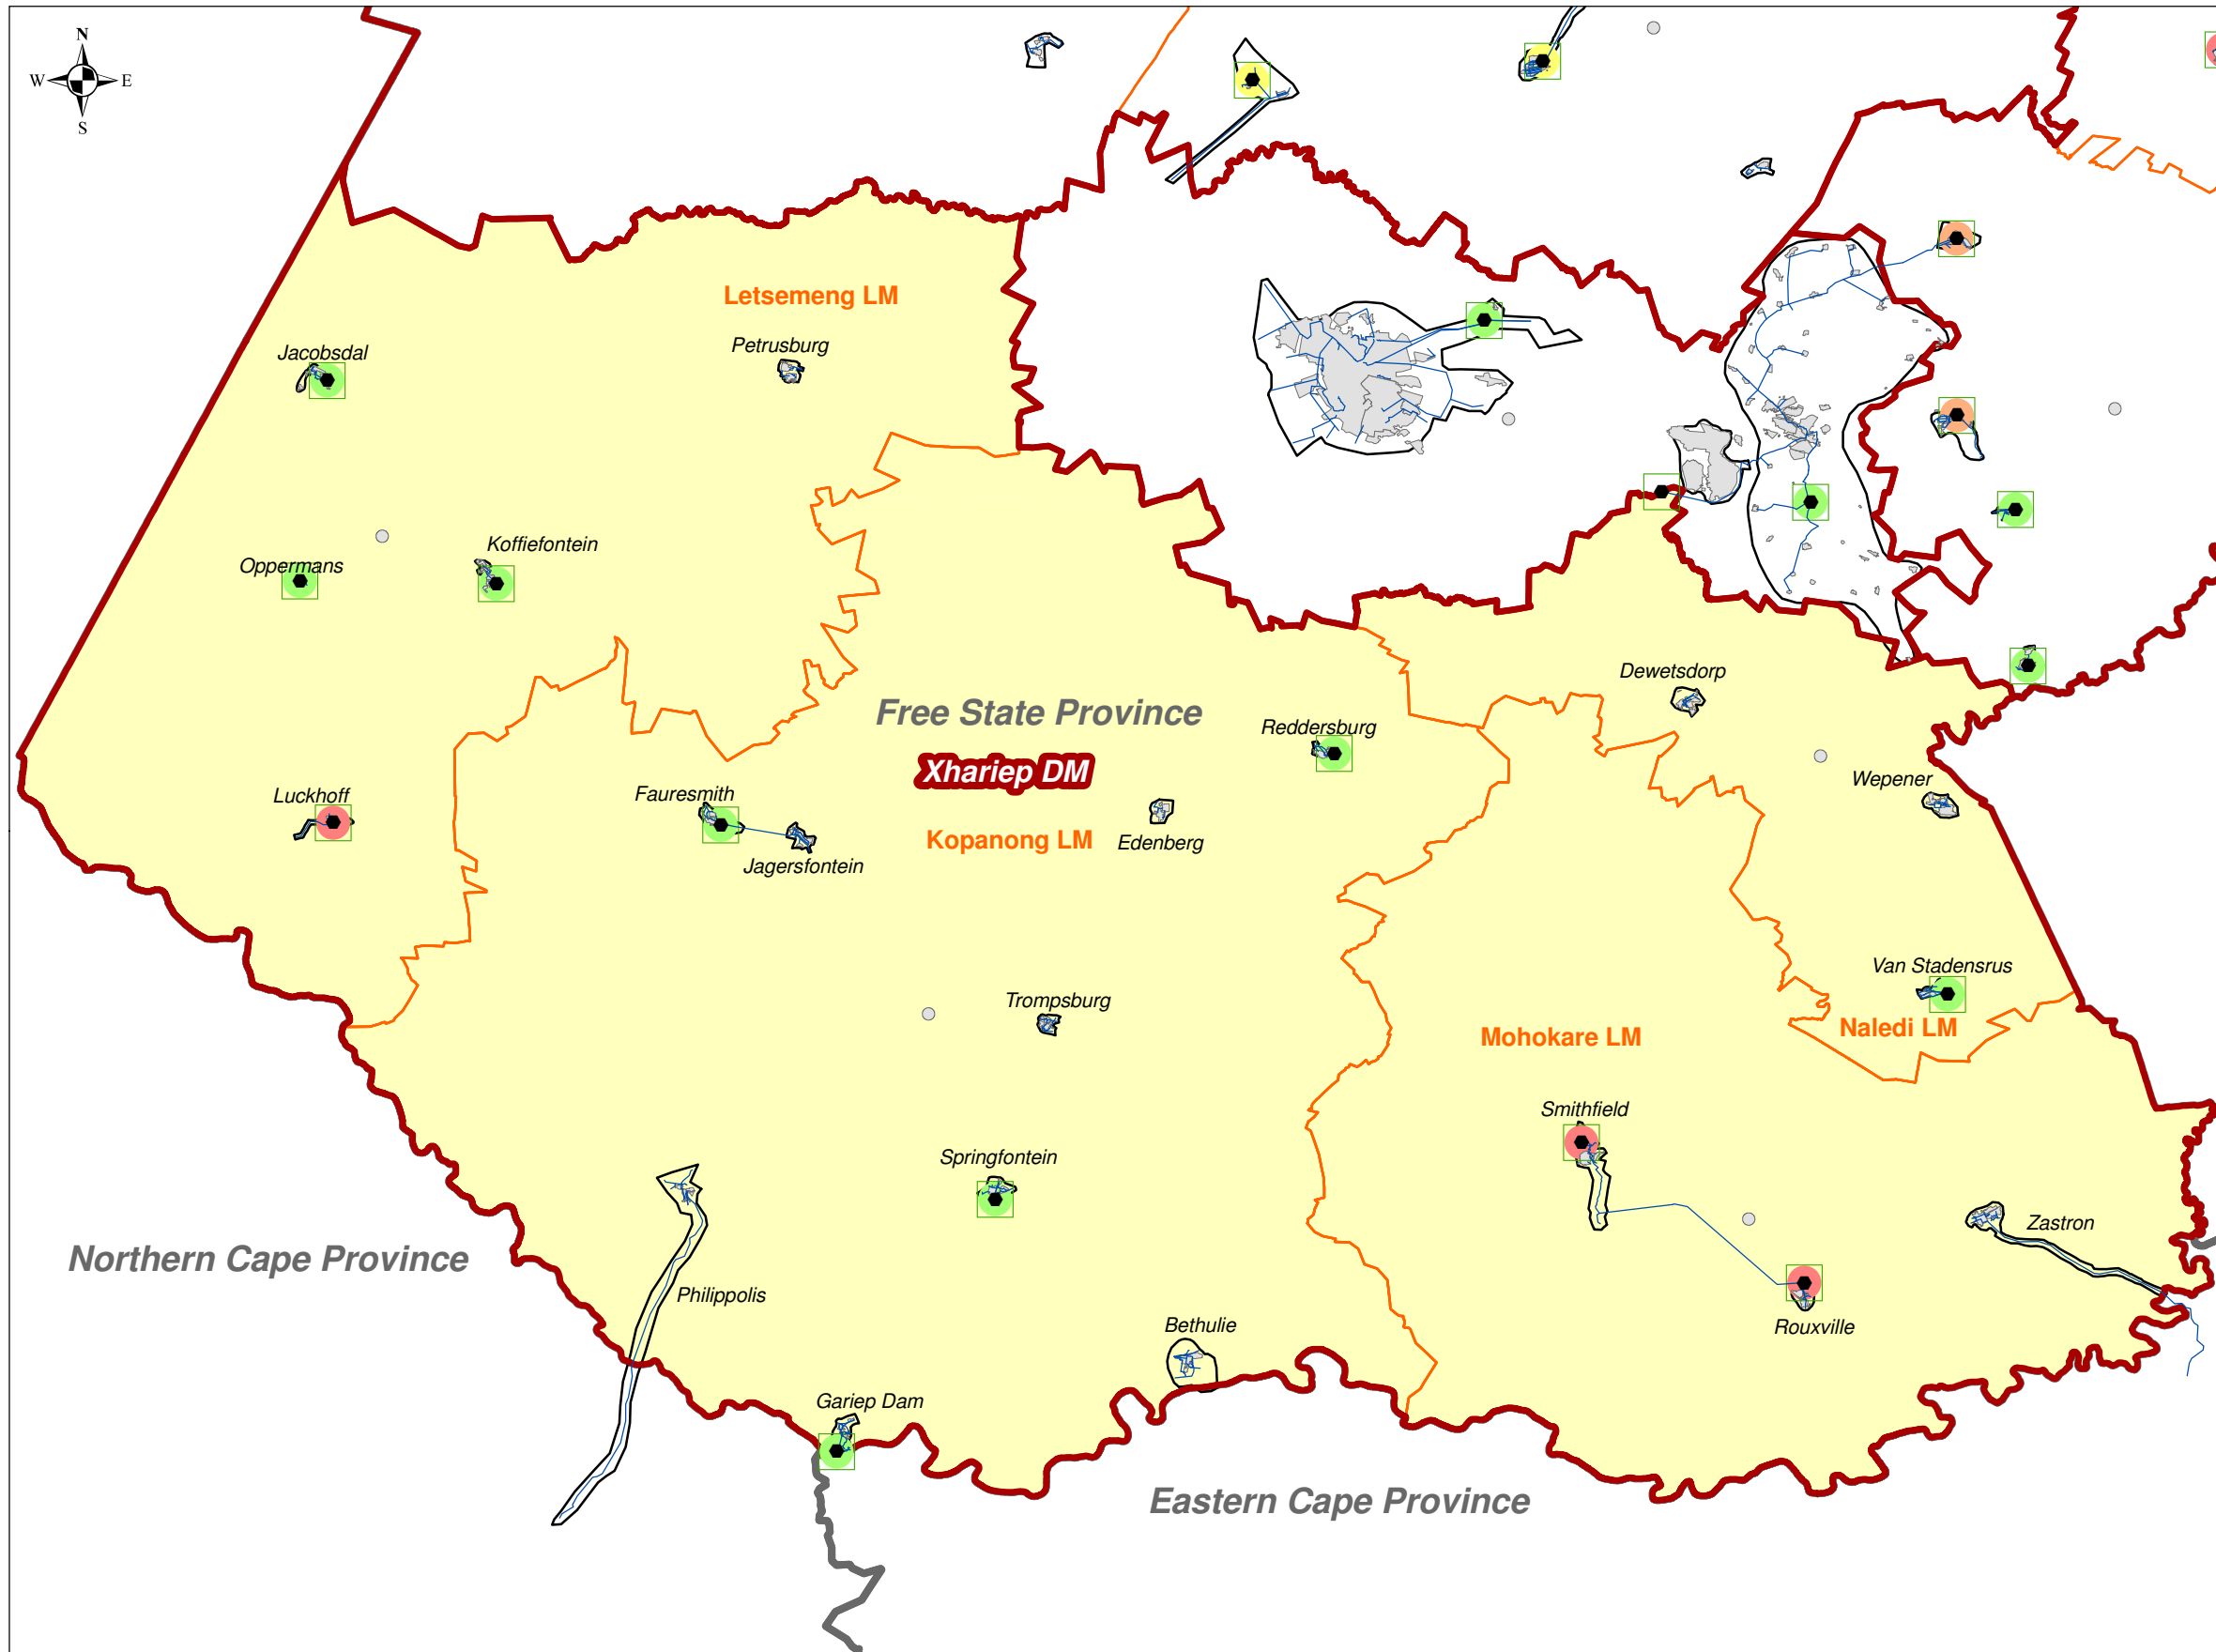 N
W
E
S
Letsemeng LM
Jacobsdal
Petrusburg
Koffiefontein
Oppermans
Dewetsdorp
Free State Province
Reddersburg
Xhariep DM
Wepener
Luckhoff
Fauresmith
Kopanong LM
Edenberg
Jagersfontein
Van Stadensrus
Trompsburg
Naledi LM
Mohokare LM
Smithfield
Springfontein
Zastron
Northern Cape Province
Philippolis
Bethulie
Rouxville
Gariep Dam
Eastern Cape Province